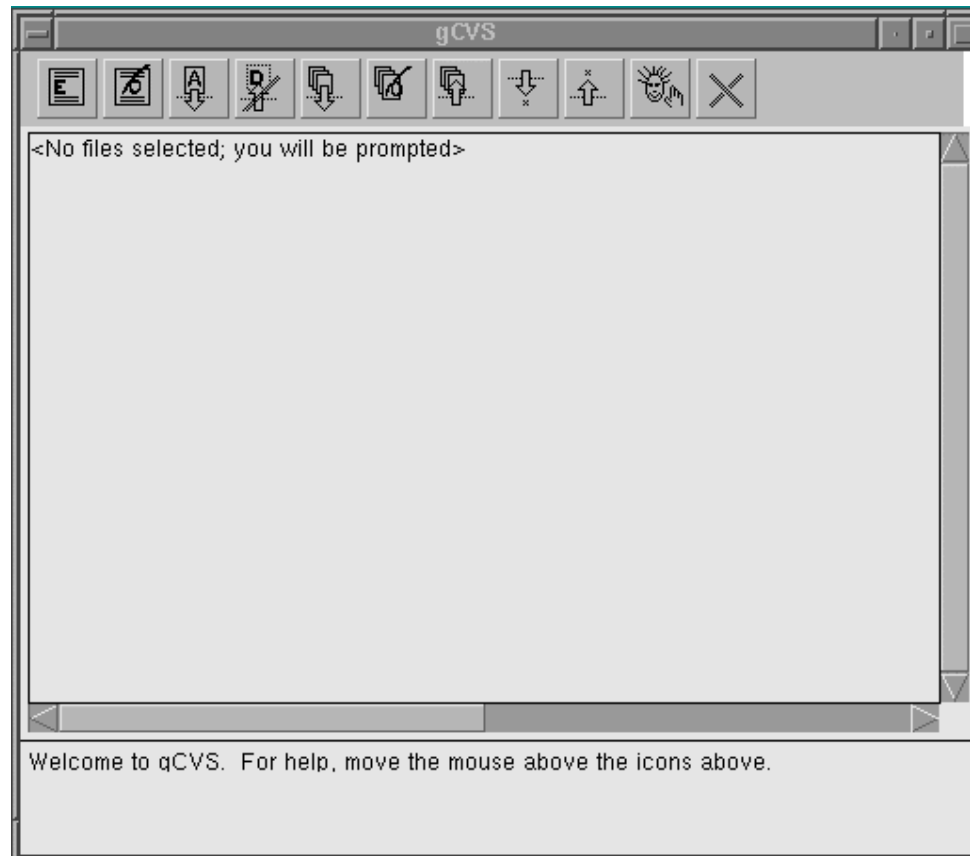 gCVS
E
A
D
<No files selected; you will be prompted>
Welcome to gCVS.  For help, move the mouse above the icons above.